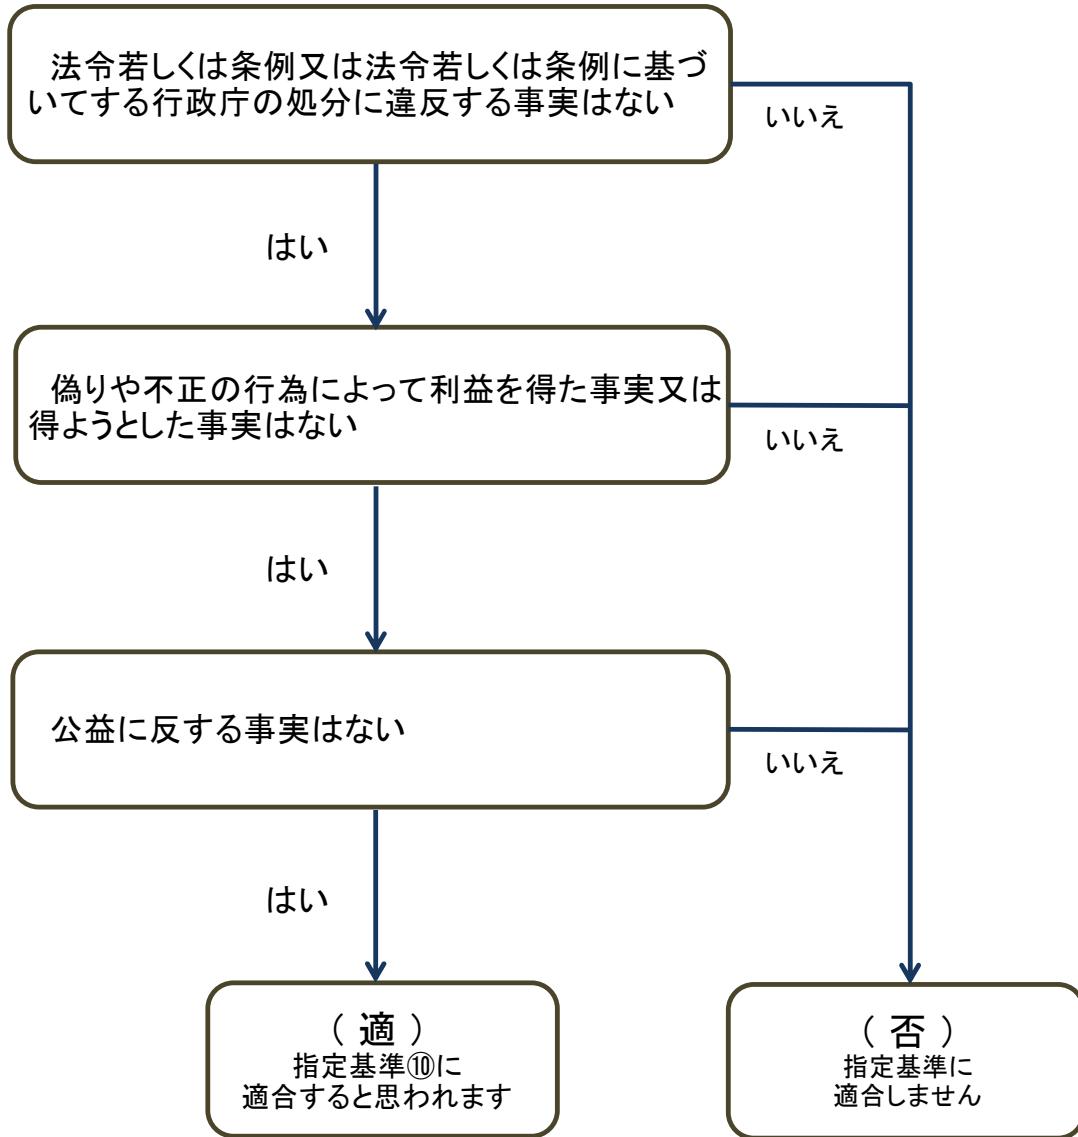 法令若しくは条例又は法令若しくは条例に基づ
いてする行政庁の処分に違反する事実はない
いいえ
はい
偽りや不正の行為によって利益を得た事実又は
得ようとした事実はない
いいえ
はい
公益に反する事実はない
いいえ
はい
（ 適 ）
指定基準⑩に
適合すると思われます
（ 否 ）
指定基準に
適合しません